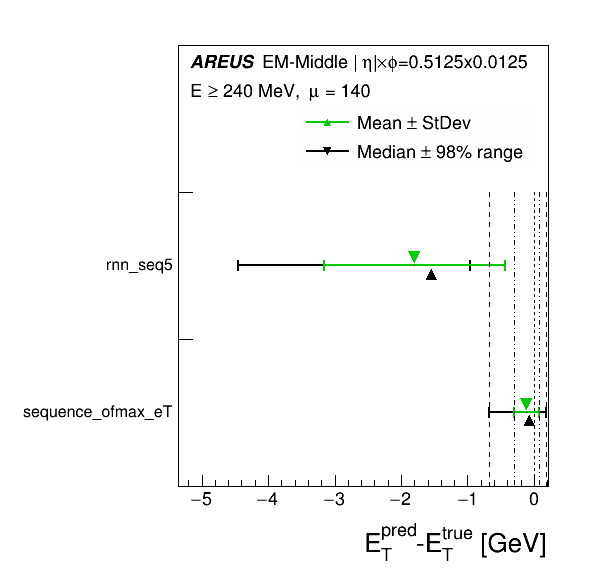 AREUS EM-Middle | η|×φ=0.5125x0.0125
E ≥ 240 MeV, μ = 140
Mean ± StDev
Median ± 98% range
rnn_seq5
sequence_ofmax_eT
−5 −4 −3 −2 −1 0
E_T^pred-E_T^true [GeV]